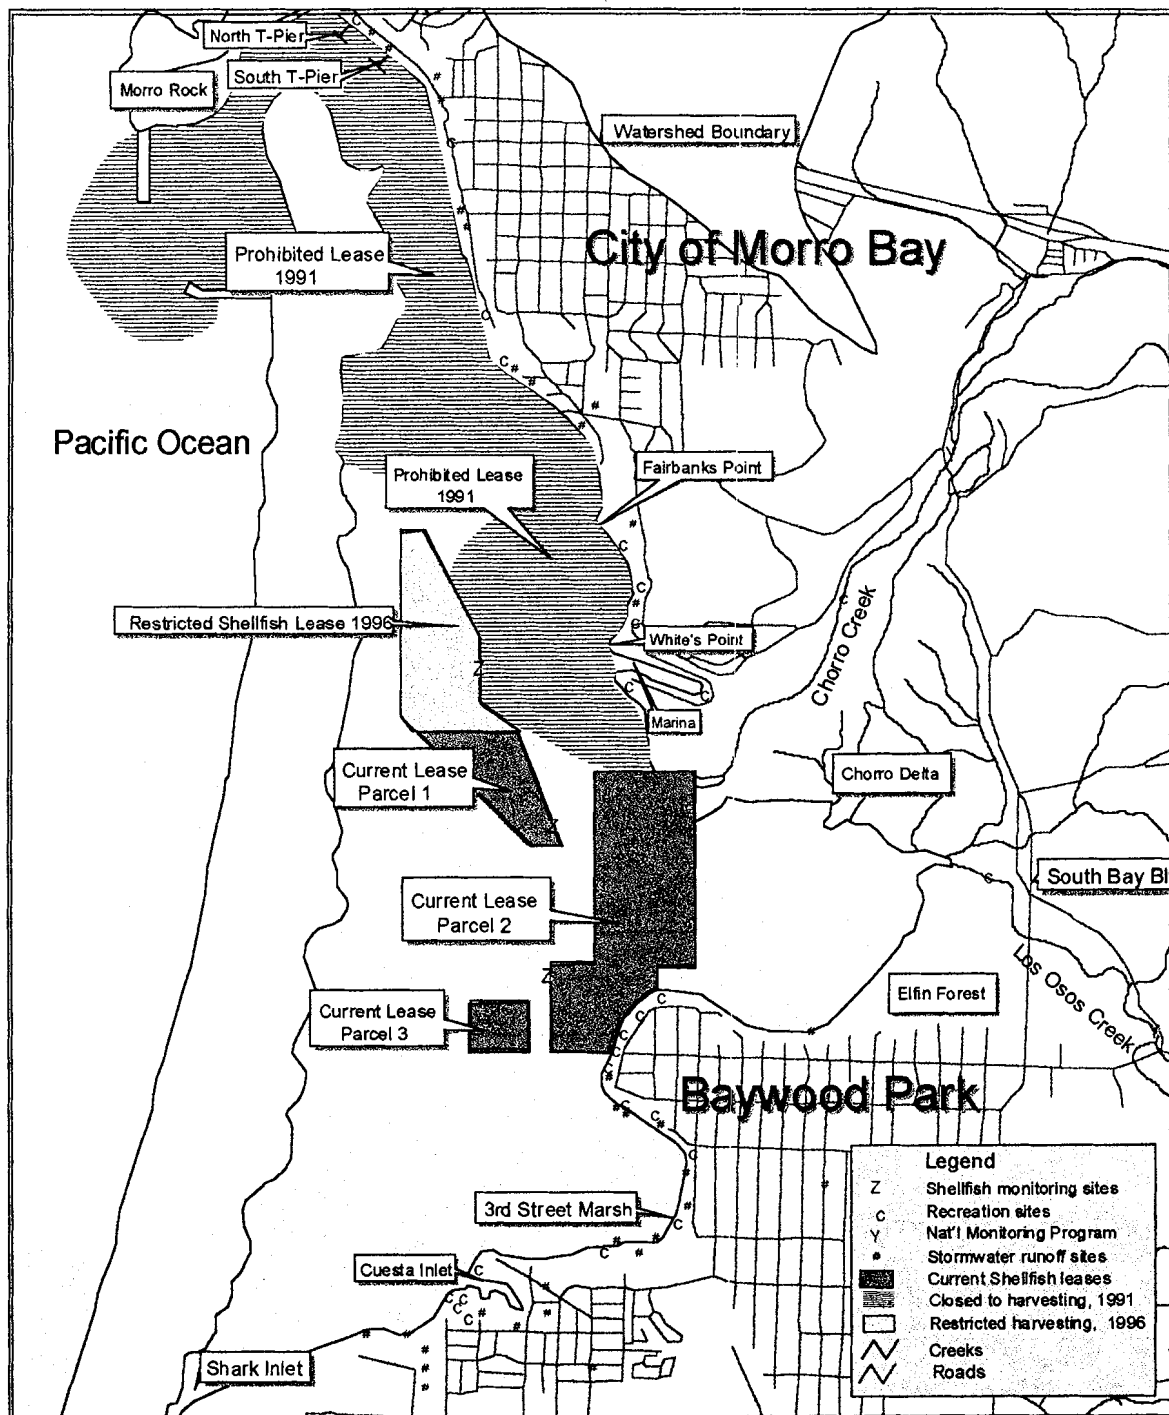 North T-Pier
South T-Pier
Morro Rock
Watershed Boundary
City of Morro Bay
Prohibited Lease
1991
Pacific Ocean
Prohibited Lease
1991
Fairbanks Point
Restricted Shellfish Lease 1996
White's Point
Chorro Creek
Marina
Current Lease
Parcel 1
Chorro Delta
South Bay Bl
Current Lease
Parcel 2
Los Osos Creek
Elfin Forest
Current Lease
Parcel 3
Baywood Park
3rd Street Marsh
Cuesta Inlet
Shark Inlet
Legend
Z Shellfish monitoring sites
C Recreation sites
Y Nat'l Monitoring Program
# Stormwater runoff sites
Current Shellfish leases
Closed to harvesting, 1991
Restricted harvesting, 1996
Creeks
Roads